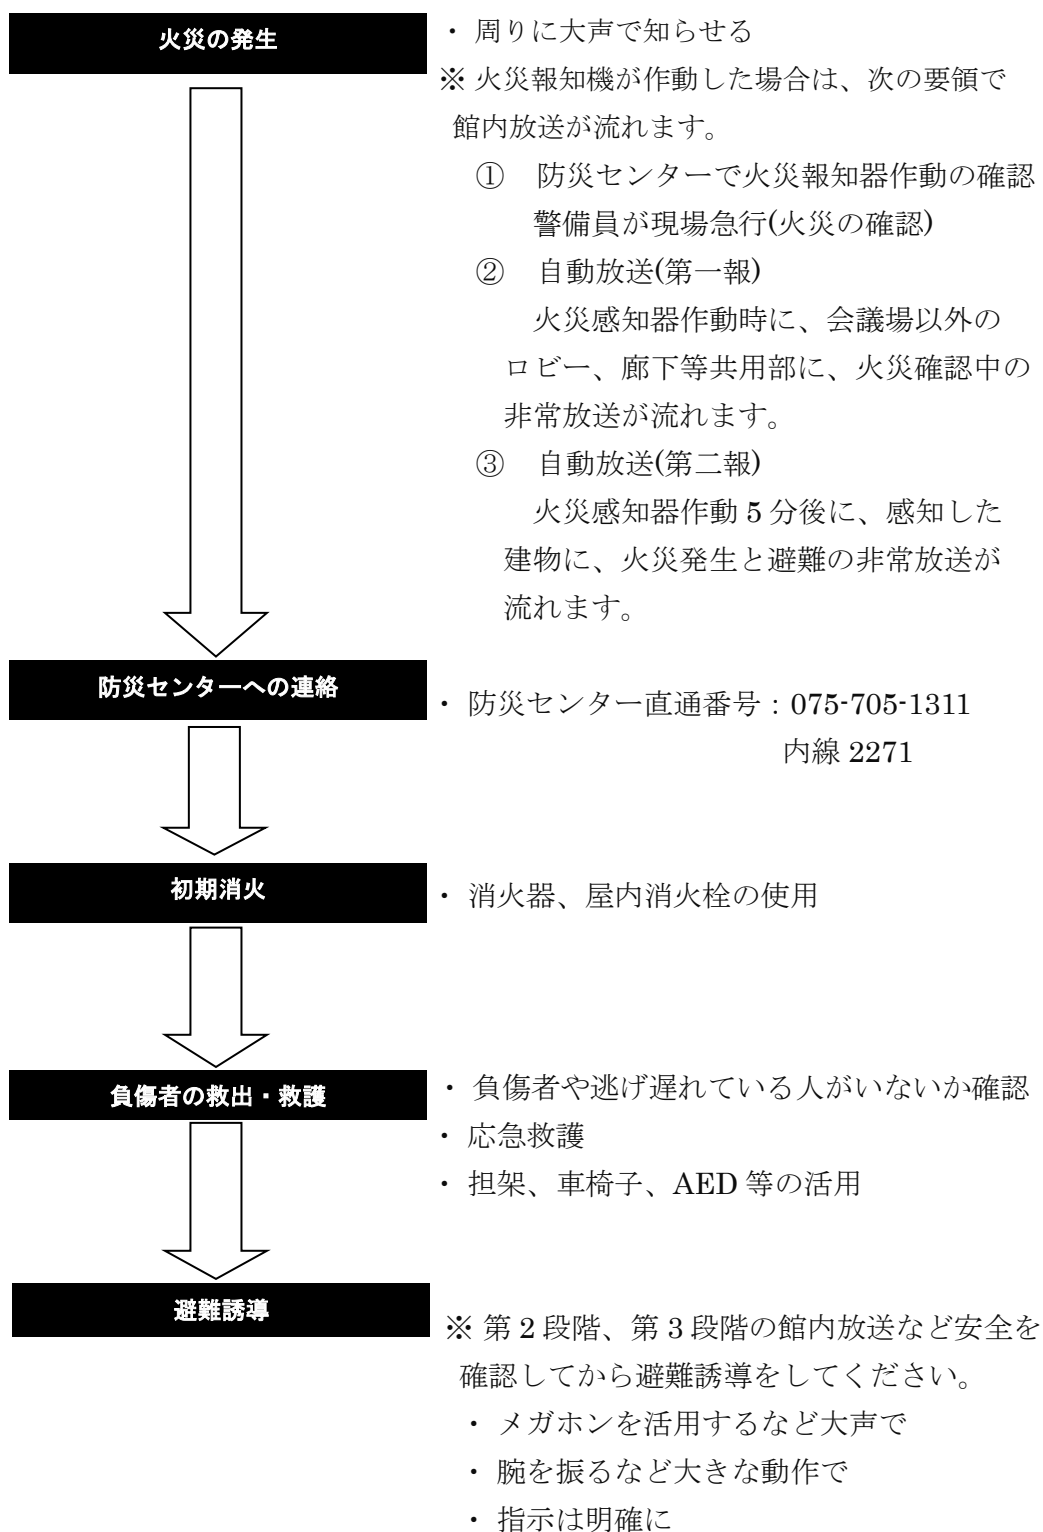 火災の発生
・ 周りに大声で知らせる
※ 火災報知機が作動した場合は、次の要領で
館内放送が流れます。
① 防災センターで火災報知器作動の確認
警備員が現場急行(火災の確認)
② 自動放送(第一報)
火災感知器作動時に、会議場以外の
ロビー、廊下等共用部に、火災確認中の
非常放送が流れます。
③ 自動放送(第二報)
火災感知器作動 5 分後に、感知した
建物に、火災発生と避難の非常放送が
流れます。
防災センターへの連絡
・ 防災センター直通番号：075-705-1311
内線 2271
初期消火
・ 消火器、屋内消火栓の使用
負傷者の救出・救護
・ 負傷者や逃げ遅れている人がいないか確認
・ 応急救護
・ 担架、車椅子、AED 等の活用
避難誘導
※ 第 2 段階、第 3 段階の館内放送など安全を
確認してから避難誘導をしてください。
・ メガホンを活用するなど大声で
・ 腕を振るなど大きな動作で
・ 指示は明確に